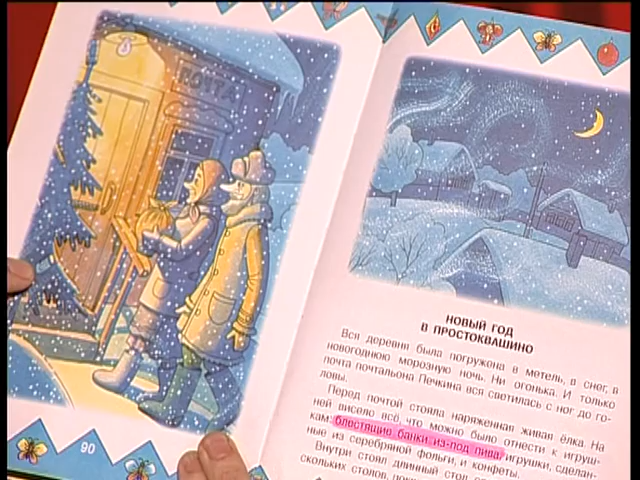 ПОЧТА
90
НОВЫЙ ГОД
В ПРОСТОКВАШИНО
Вся деревня была погружена в метель, в снег, в
новогоднюю морозную ночь. Ни огонька. И только
почта почтальона Печкина вся светилась с ног до го-
ловы.
Перед почтой стояла наряженная живая ёлка. На
ней висело всё, что можно было отнести к игруш-
кам: блестящие банки из-под пива, игрушки, сделан-
ные из серебряной фольги, и конфеты.
Внутри стоял длинный стол
скольких столов,